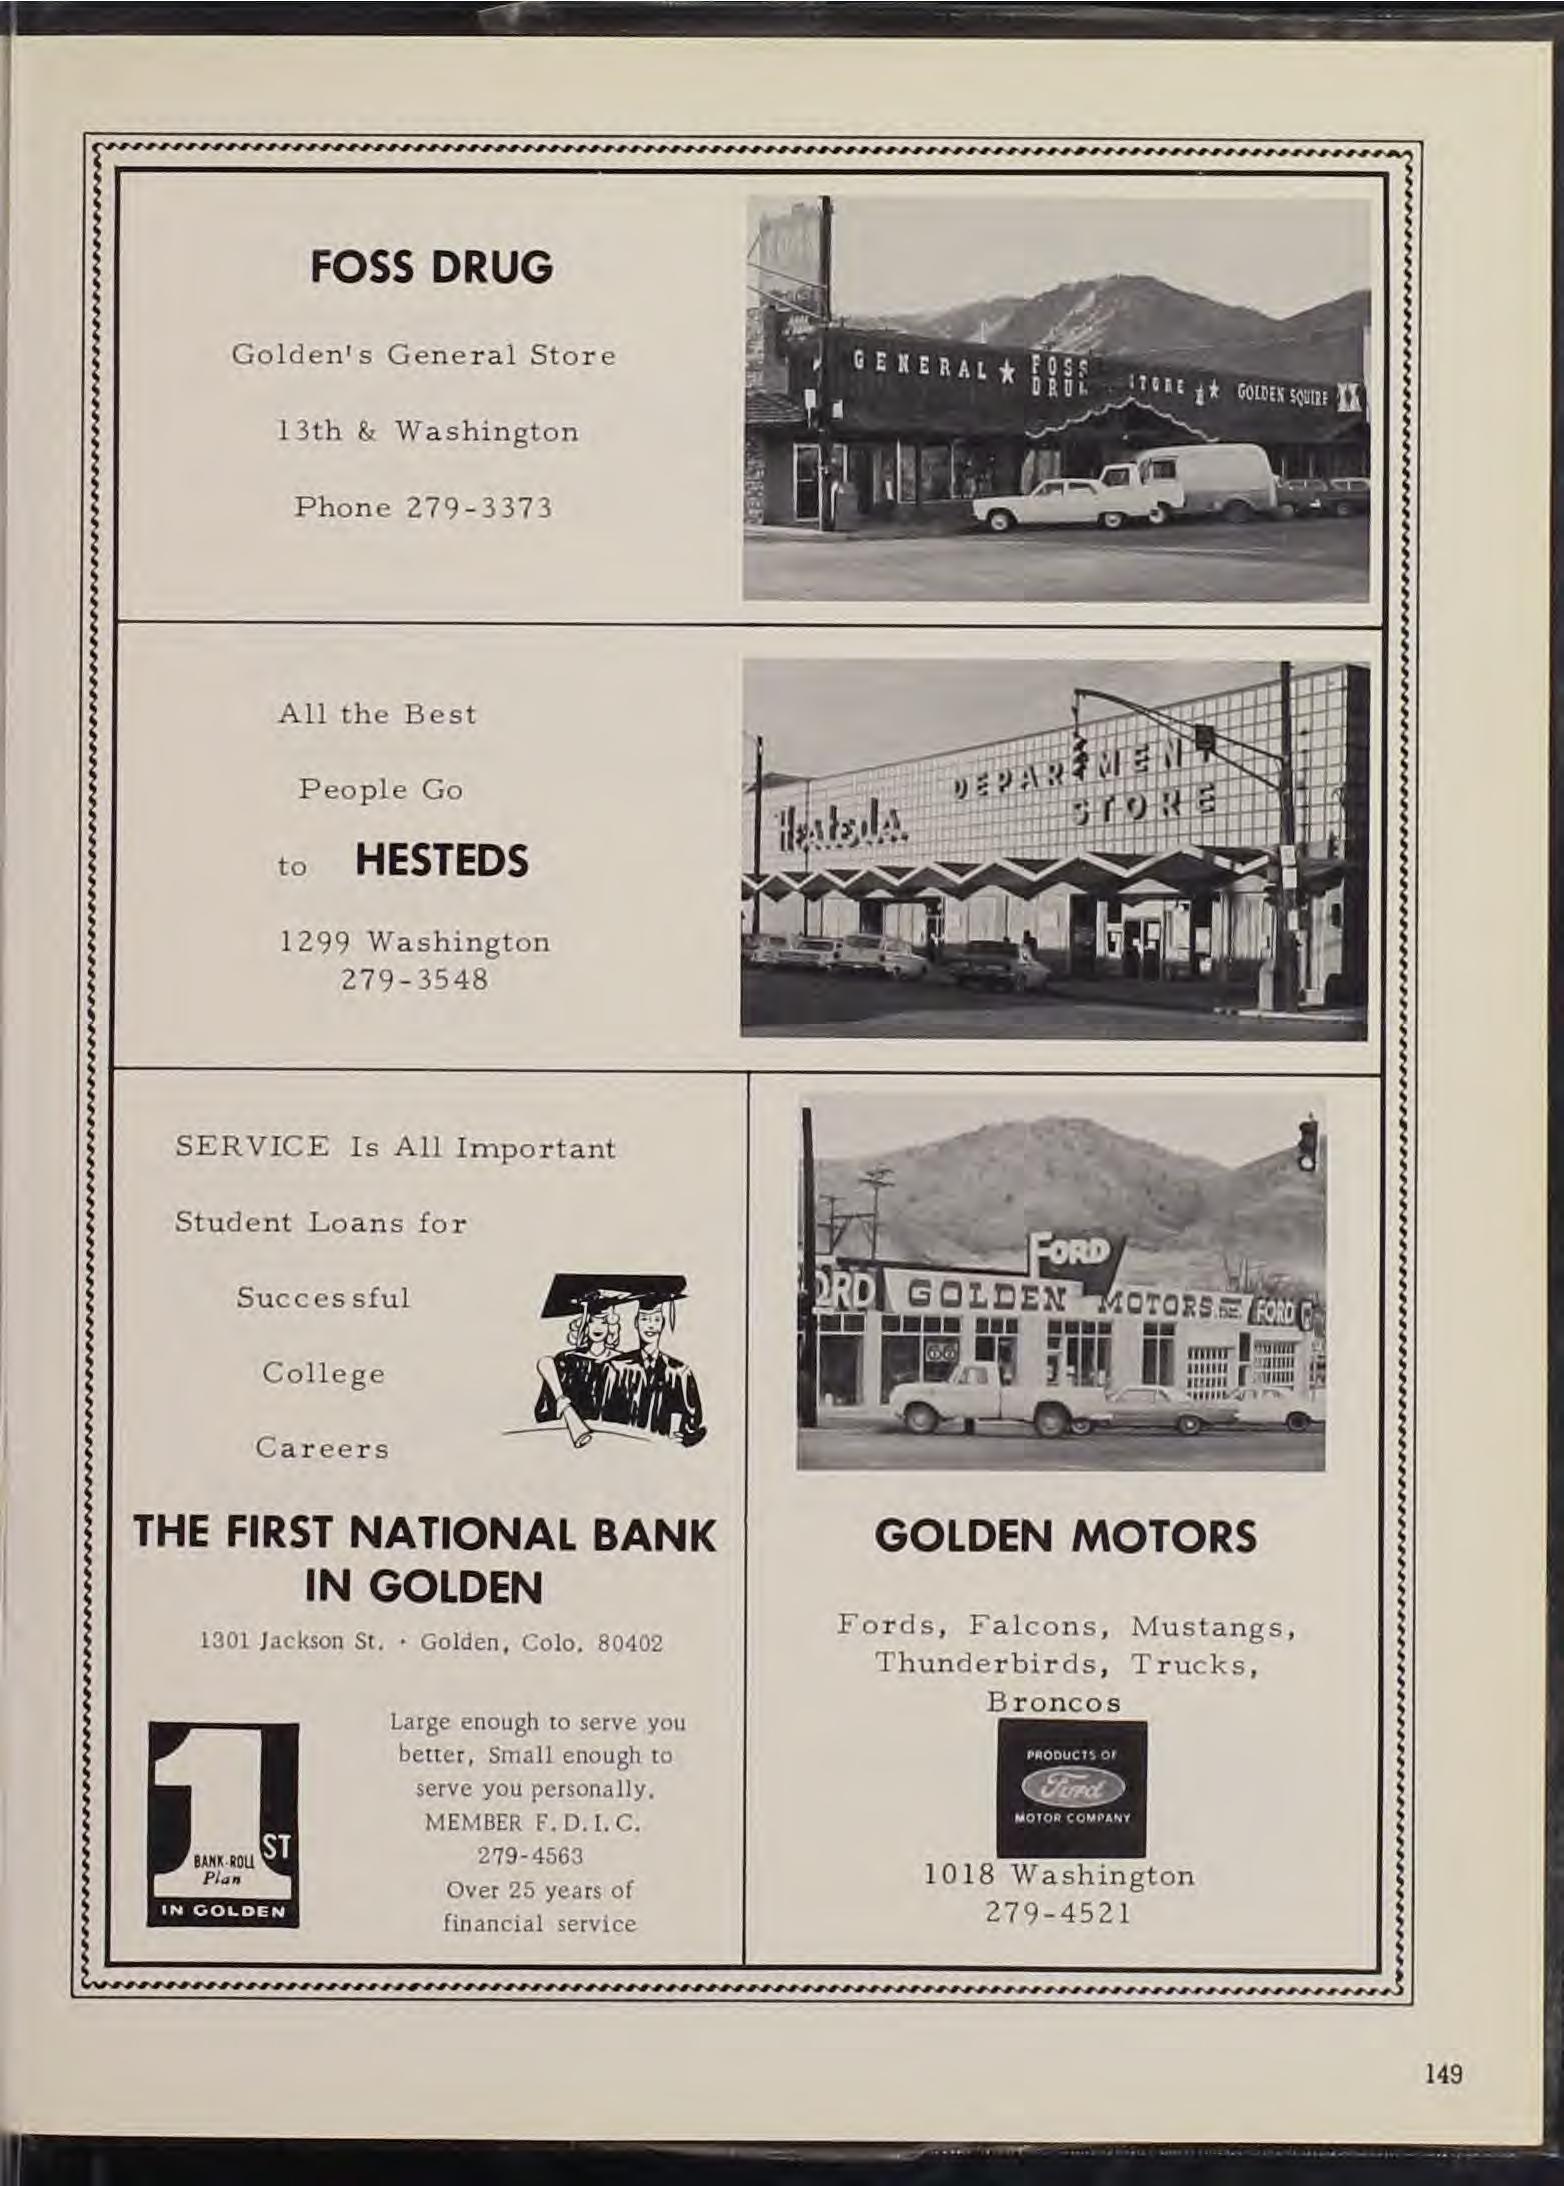 FOSS DRUG
Golden's General Store
13th & Washington
Phone 279-3373
GENERAL ★ FOSS DRUG STORE ★ GOLDEN SQUIRE
All the Best
People Go
to HESTEDS
1299 Washington
279-3548
Hesteds
DEPARTMENT
STORE
SERVICE Is All Important
Student Loans for
Successful
College
Careers
THE FIRST NATIONAL BANK
IN GOLDEN
1301 Jackson St. · Golden, Colo. 80402
1ST
BANK-ROLL
Plan
IN GOLDEN
Large enough to serve you
better, Small enough to
serve you personally.
MEMBER F.D.I.C.
279-4563
Over 25 years of
financial service
FORD
ORD GOLDEN MOTORS INC. FORD
66
GOLDEN MOTORS
Fords, Falcons, Mustangs,
Thunderbirds, Trucks,
Broncos
PRODUCTS OF
Ford
MOTOR COMPANY
1018 Washington
279-4521
149